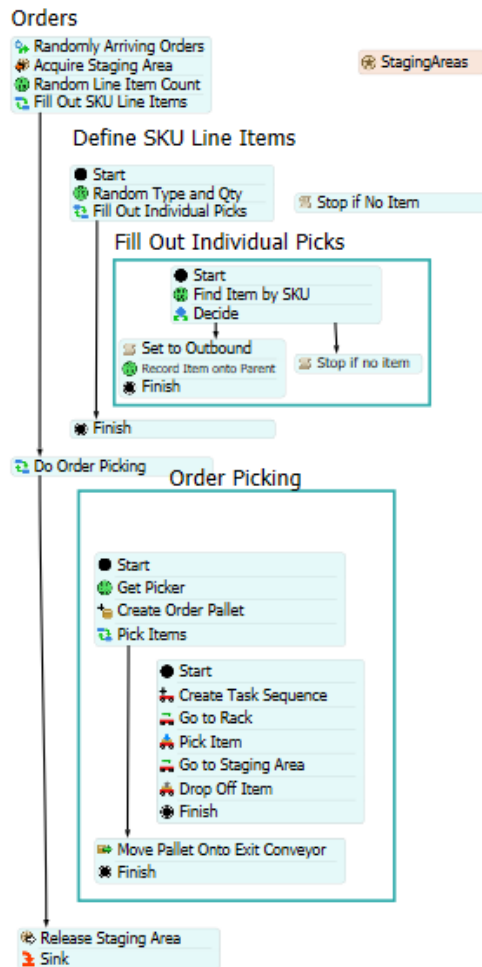 Orders
Randomly Arriving Orders
Acquire Staging Area
Random Line Item Count
Fill Out SKU Line Items
StagingAreas
Define SKU Line Items
Start
Random Type and Qty
Fill Out Individual Picks
Stop if No Item
Fill Out Individual Picks
Start
Find Item by SKU
Decide
Set to Outbound
Record Item onto Parent
Finish
Stop if no item
Finish
Do Order Picking
Order Picking
Start
Get Picker
Create Order Pallet
Pick Items
Start
Create Task Sequence
Go to Rack
Pick Item
Go to Staging Area
Drop Off Item
Finish
Move Pallet Onto Exit Conveyor
Finish
Release Staging Area
Sink